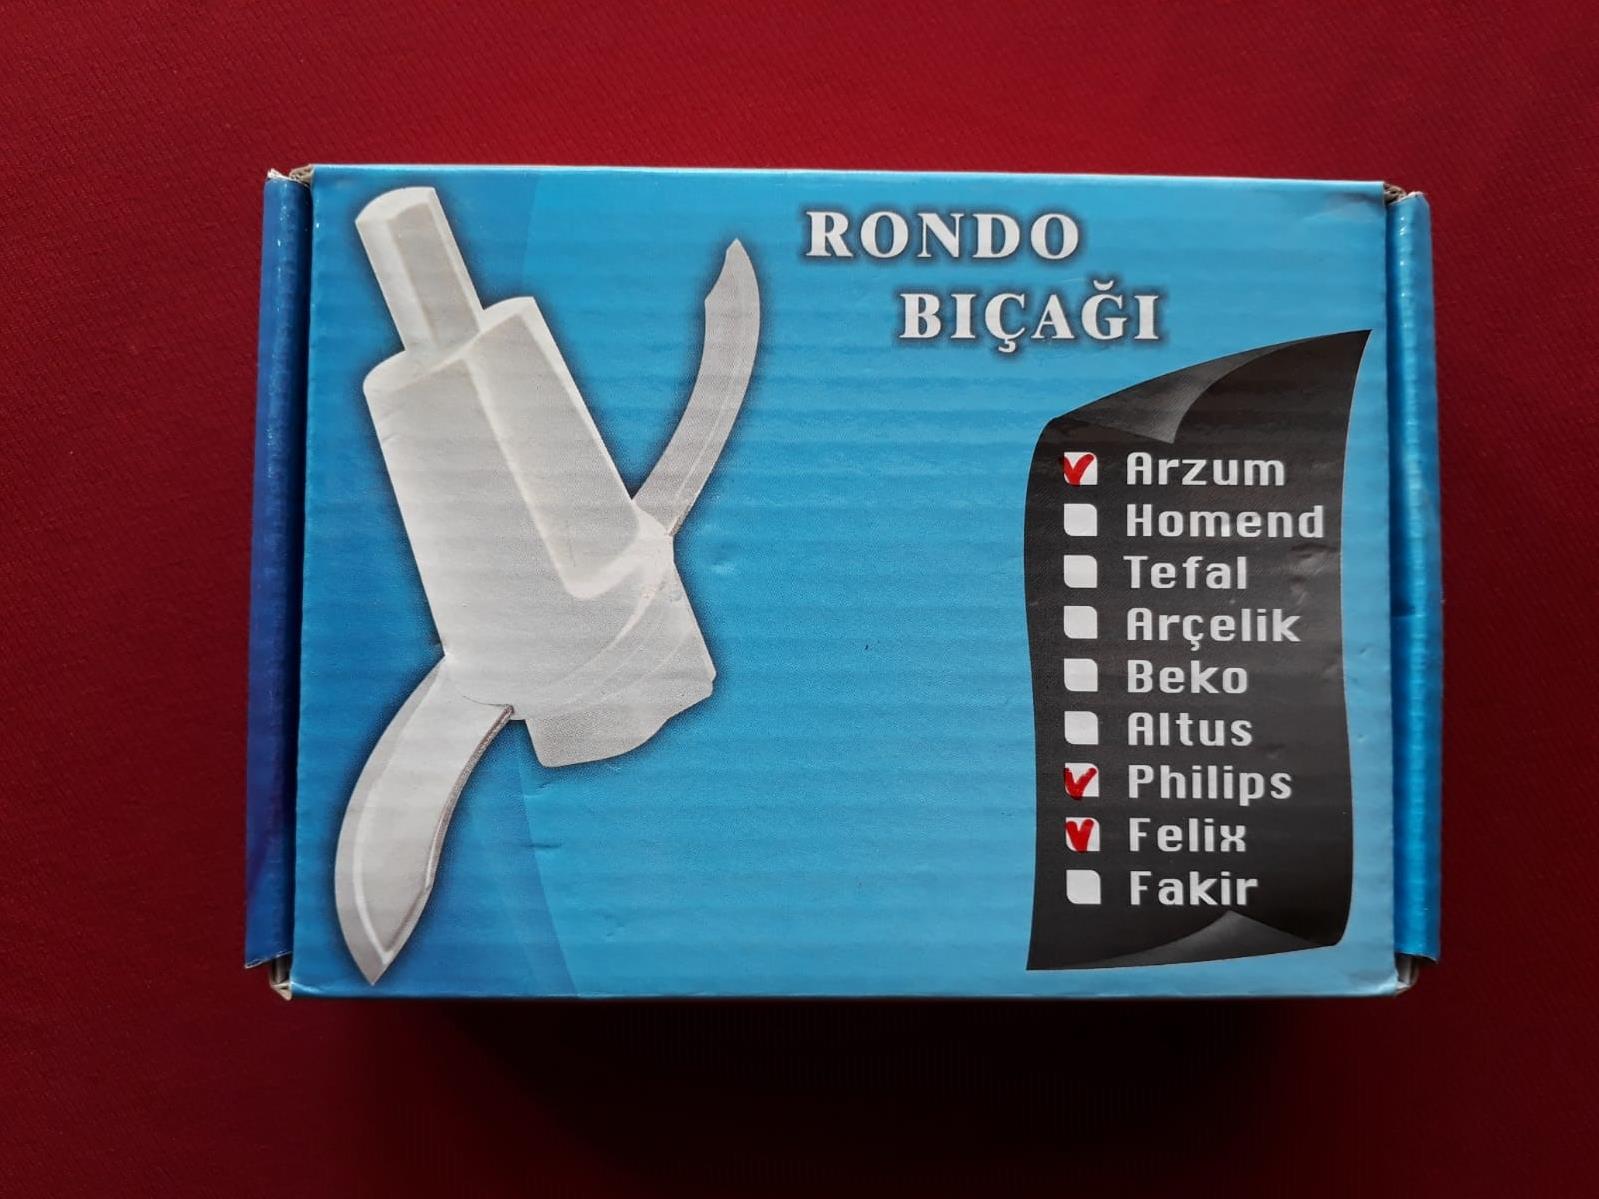 RONDO
BIÇAĞI
Arzum
Homend
Tefal
Arçelik
Beko
Altus
Philips
Felix
Fakir